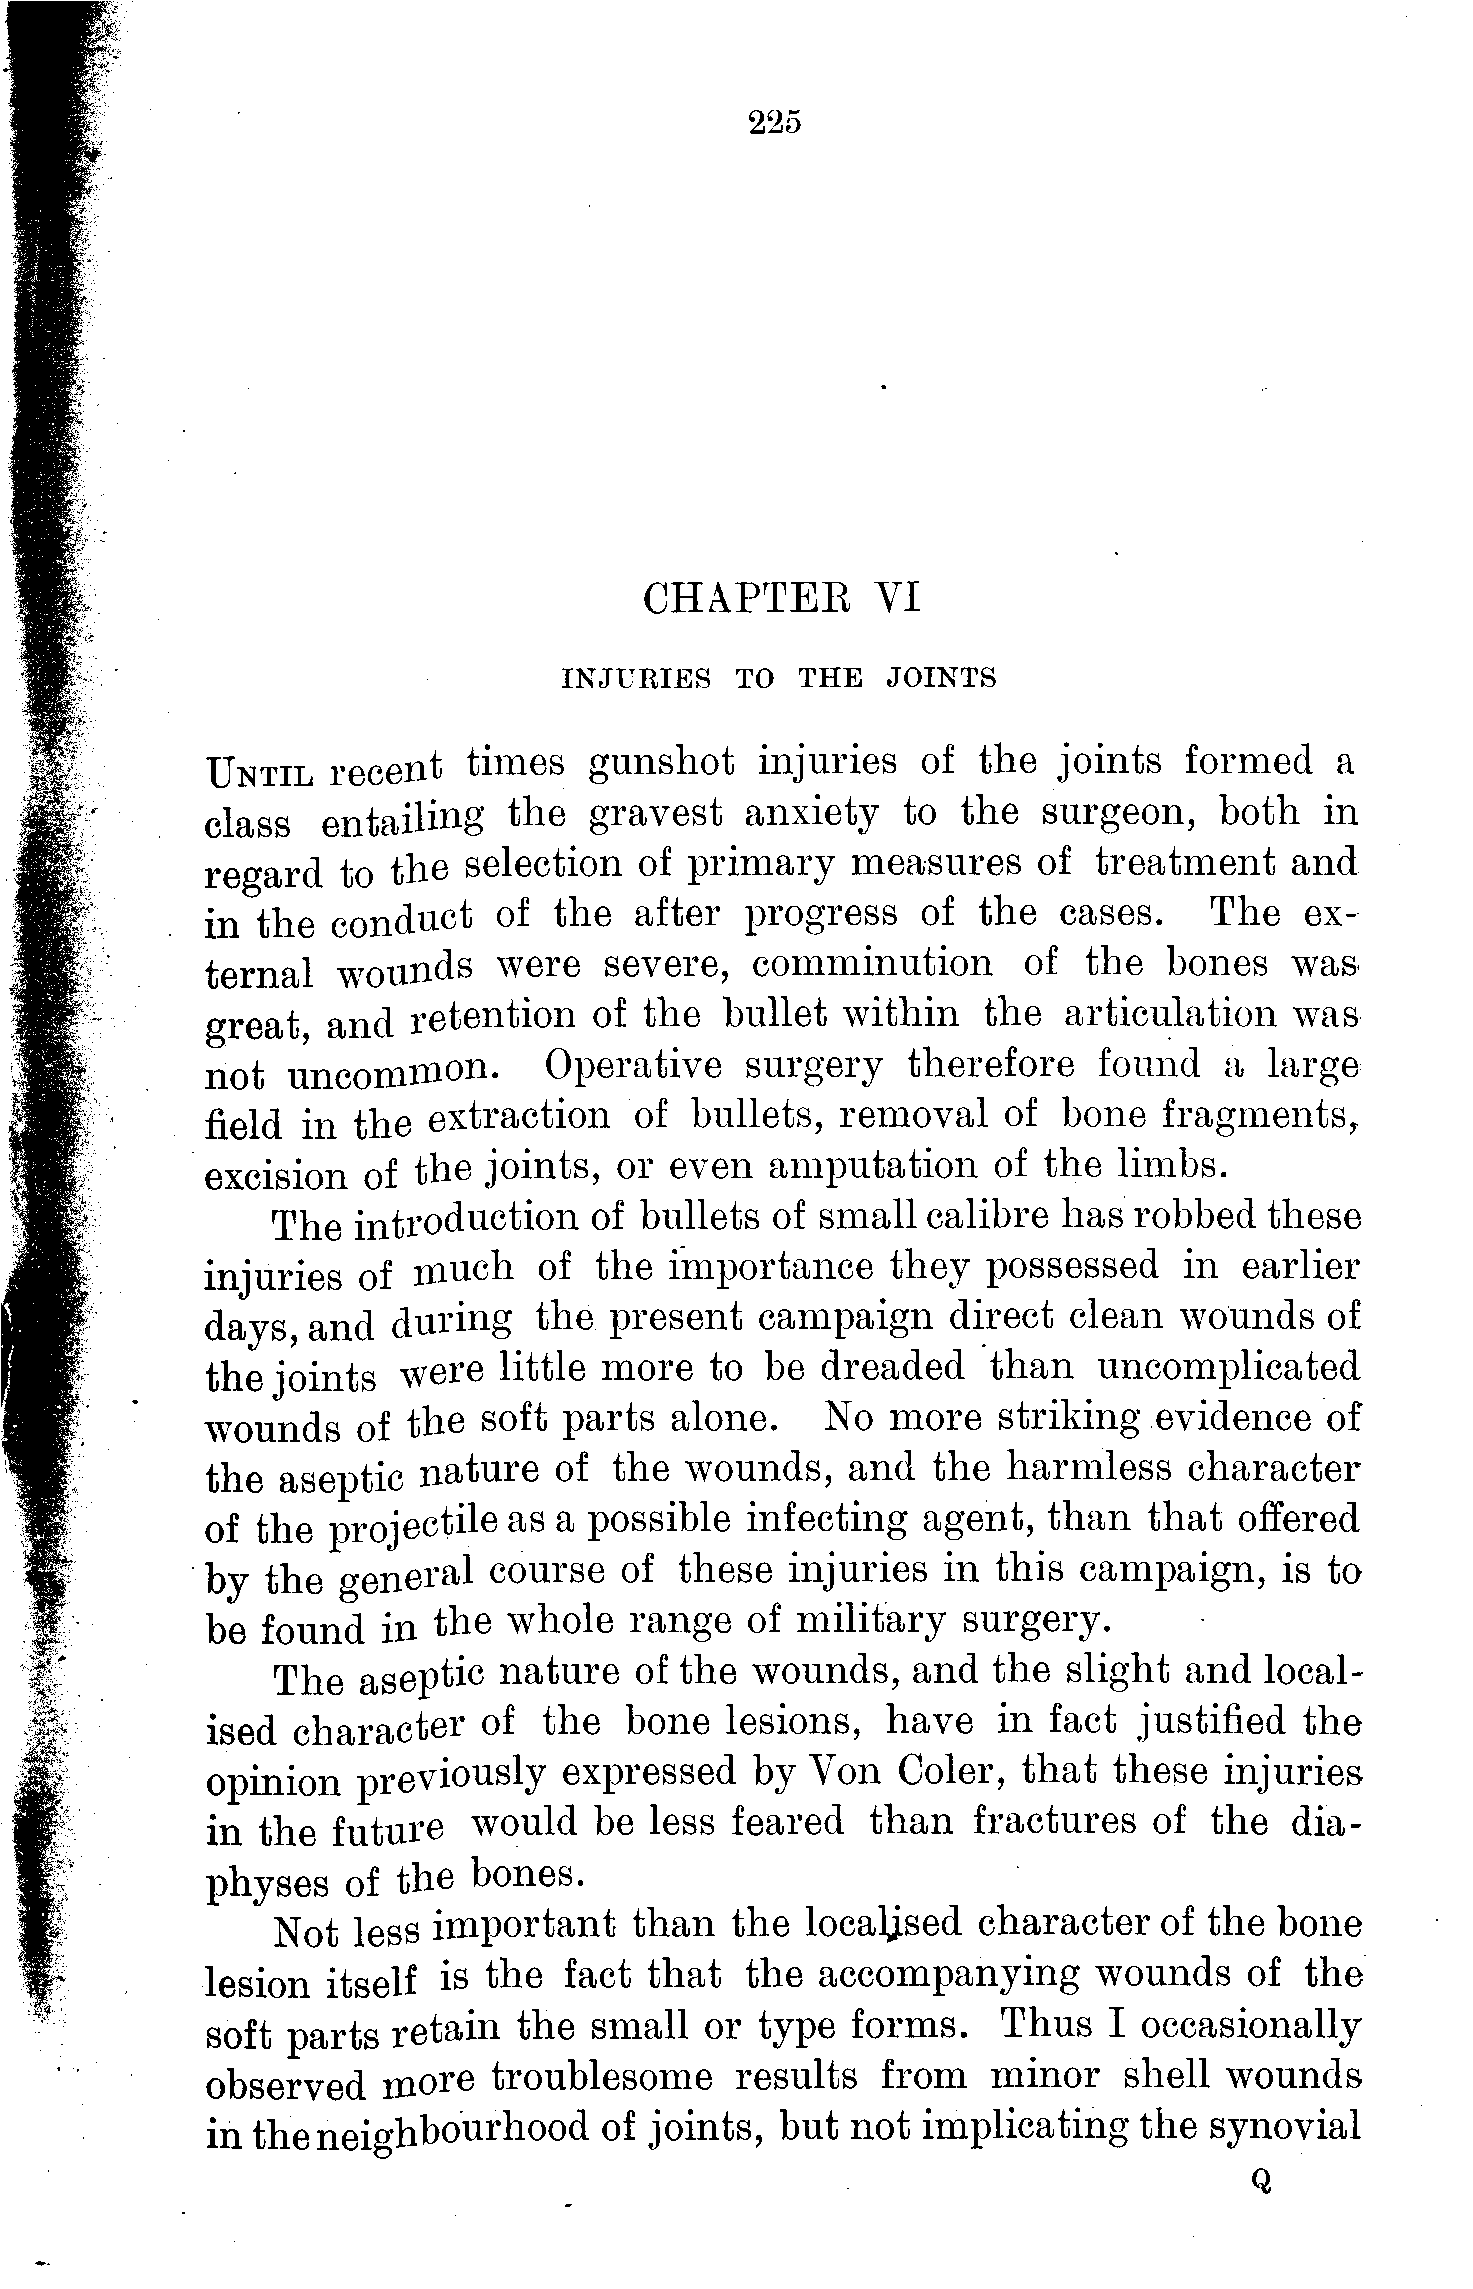 225
CHAPTER VI
INJURIES TO THE JOINTS
UNTIL recent times gunshot injuries of the joints formed a
class entailing the gravest anxiety to the surgeon, both in
regard to the selection of primary measures of treatment and
in the conduct of the after progress of the cases. The ex-
ternal wounds were severe, comminution of the bones was
great, and retention of the bullet within the articulation was
not uncommon. Operative surgery therefore found a large
field in the extraction of bullets, removal of bone fragments,
excision of the joints, or even amputation of the limbs.
The introduction of bullets of small calibre has robbed these
injuries of much of the importance they possessed in earlier
days, and during the present campaign direct clean wounds of
the joints were little more to be dreaded than uncomplicated
wounds of the soft parts alone. No more striking evidence of
the aseptic nature of the wounds, and the harmless character
of the projectile as a possible infecting agent, than that offered
by the general course of these injuries in this campaign, is to
be found in the whole range of military surgery.
The aseptic nature of the wounds, and the slight and local-
ised character of the bone lesions, have in fact justified the
opinion previously expressed by Von Coler, that these injuries
in the future would be less feared than fractures of the dia-
physes of the bones.
Not less important than the localised character of the bone
lesion itself is the fact that the accompanying wounds of the
soft parts retain the small or type forms. Thus I occasionally
observed more troublesome results from minor shell wounds
in the neighbourhood of joints, but not implicating the synovial
Q